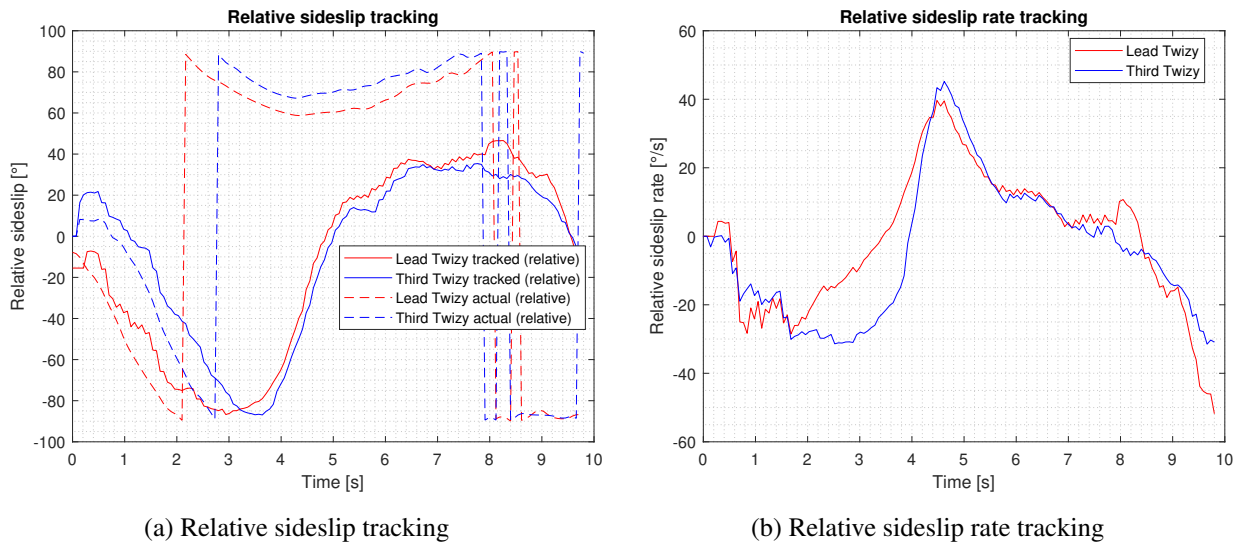 Relative sideslip tracking
100
80
60
40
20
0
-20
-40
-60
-80
-100
Relative sideslip [°]
Lead Twizy tracked (relative)
Third Twizy tracked (relative)
Lead Twizy actual (relative)
Third Twizy actual (relative)
0 1 2 3 4 5 6 7 8 9 10
Time [s]
(a) Relative sideslip tracking
Relative sideslip rate tracking
60
40
20
0
-20
-40
-60
Relative sideslip rate [°/s]
Lead Twizy
Third Twizy
0 1 2 3 4 5 6 7 8 9 10
Time [s]
(b) Relative sideslip rate tracking